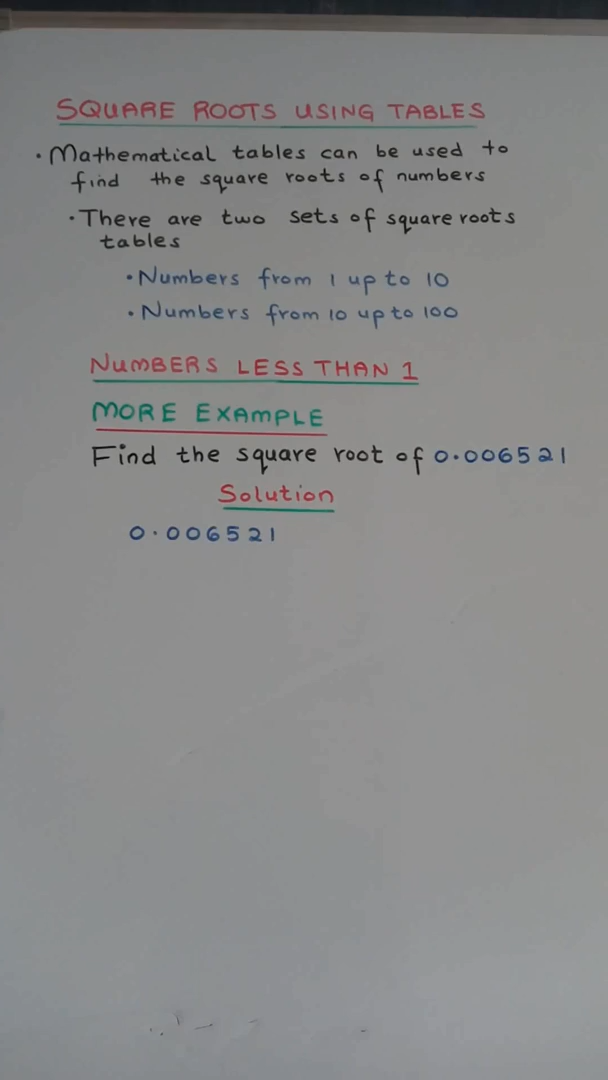 SQUARE ROOTS USING TABLES
• Mathematical tables can be used to
find the square roots of numbers
• There are two sets of square roots
tables
• Numbers from 1 up to 10
• Numbers from 10 up to 100
NUMBERS LESS THAN 1
MORE EXAMPLE
Find the square root of 0.006521
Solution
0.006521